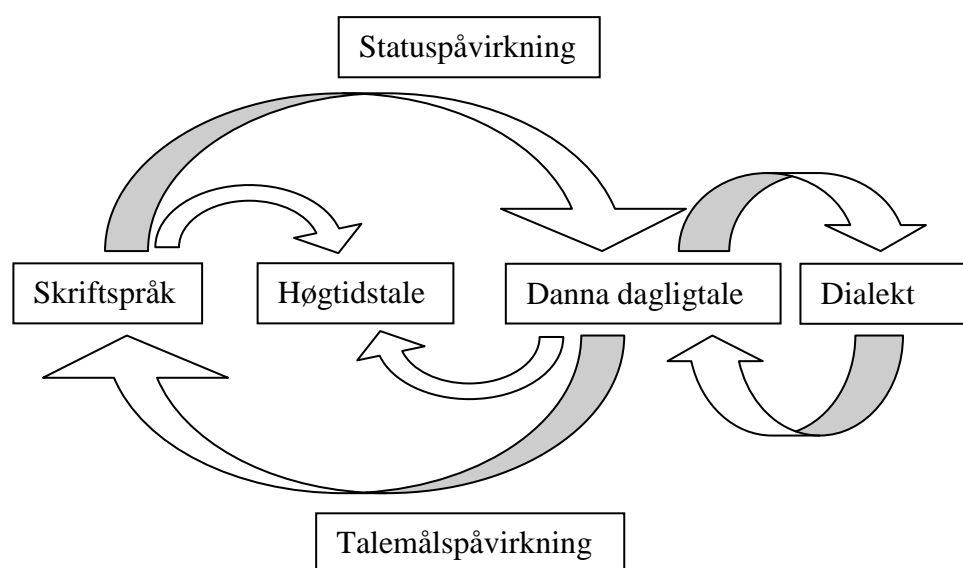 Statuspåvirkning
Skriftspråk
Høgtidstale
Danna dagligtale
Dialekt
Talemålspåvirkning